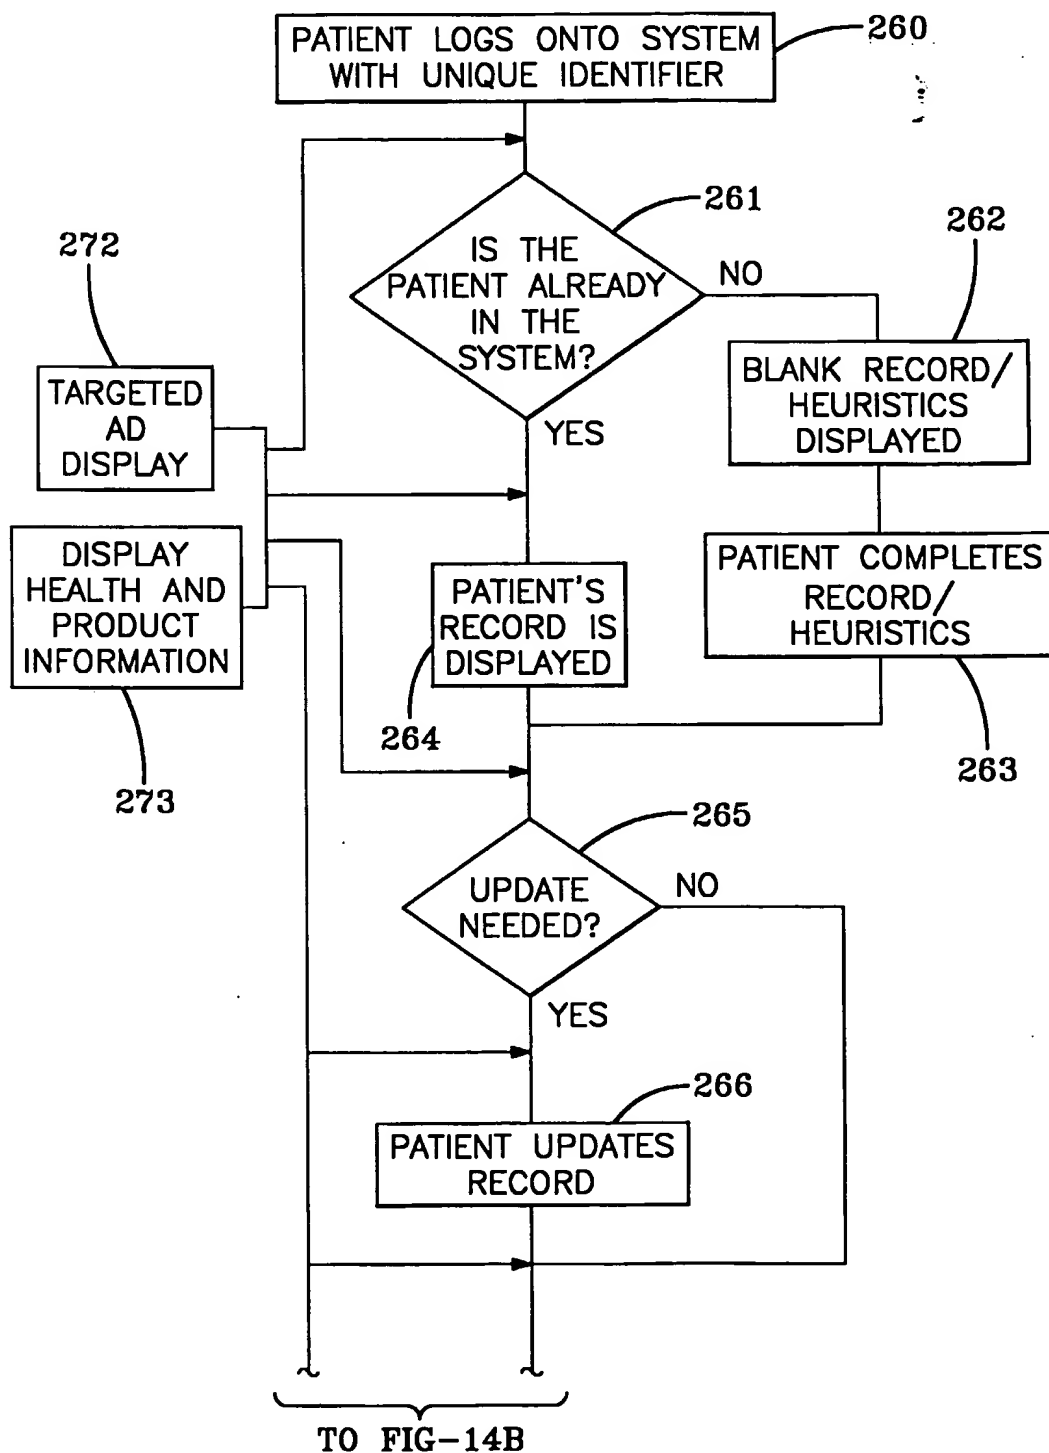 260
PATIENT LOGS ONTO SYSTEM
WITH UNIQUE IDENTIFIER
261
IS THE
PATIENT ALREADY
IN THE
SYSTEM?
NO
YES
262
BLANK RECORD/
HEURISTICS
DISPLAYED
272
TARGETED
AD
DISPLAY
DISPLAY
HEALTH AND
PRODUCT
INFORMATION
273
PATIENT'S
RECORD IS
DISPLAYED
264
PATIENT COMPLETES
RECORD/
HEURISTICS
263
265
UPDATE
NEEDED?
NO
YES
266
PATIENT UPDATES
RECORD
TO FIG-14B